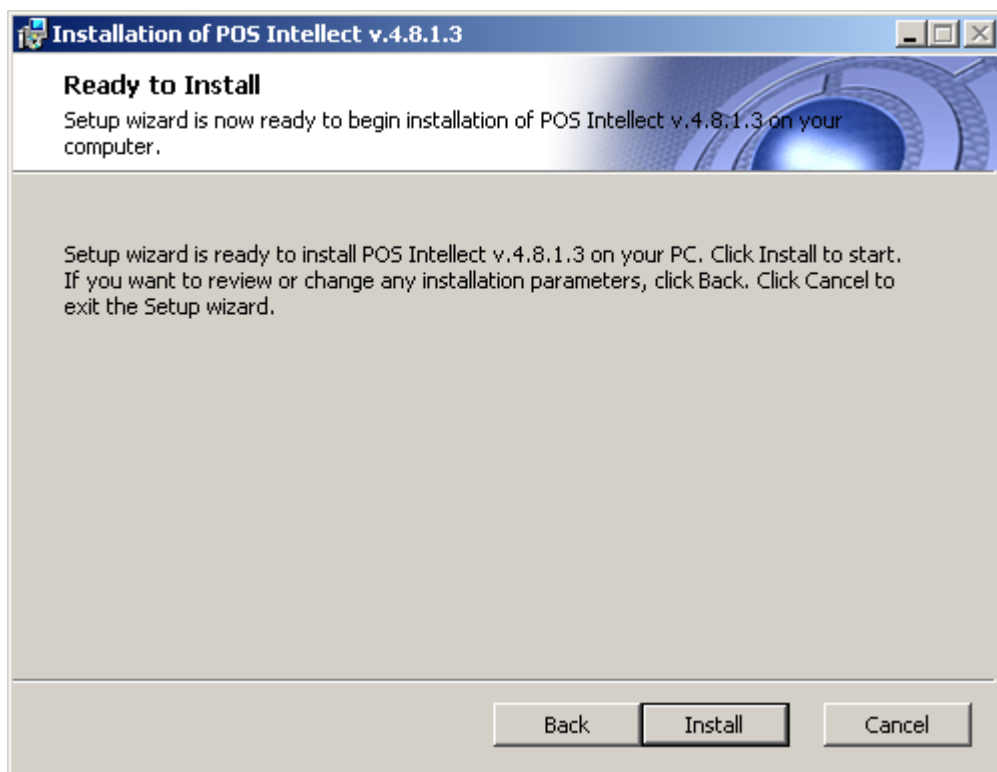 Installation of POS Intellect v.4.8.1.3
Ready to Install
Setup wizard is now ready to begin installation of POS Intellect v.4.8.1.3 on your
computer.
Setup wizard is ready to install POS Intellect v.4.8.1.3 on your PC. Click Install to start.
If you want to review or change any installation parameters, click Back. Click Cancel to
exit the Setup wizard.
Back Install Cancel